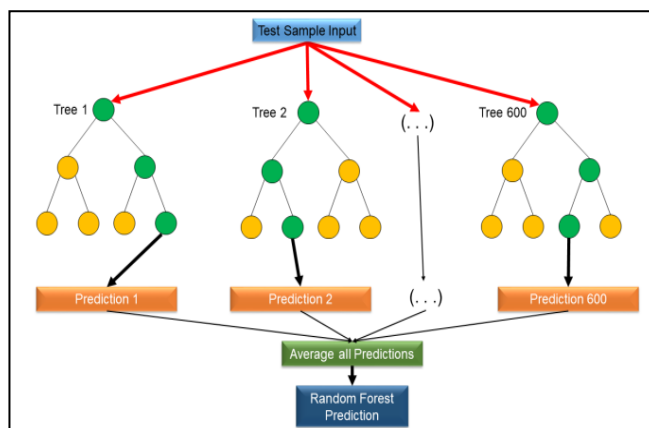 Test Sample Input
Tree 1
Tree 2
(. . .)
Tree 600
Prediction 1
Prediction 2
(. . .)
Prediction 600
Average all Predictions
Random Forest
Prediction